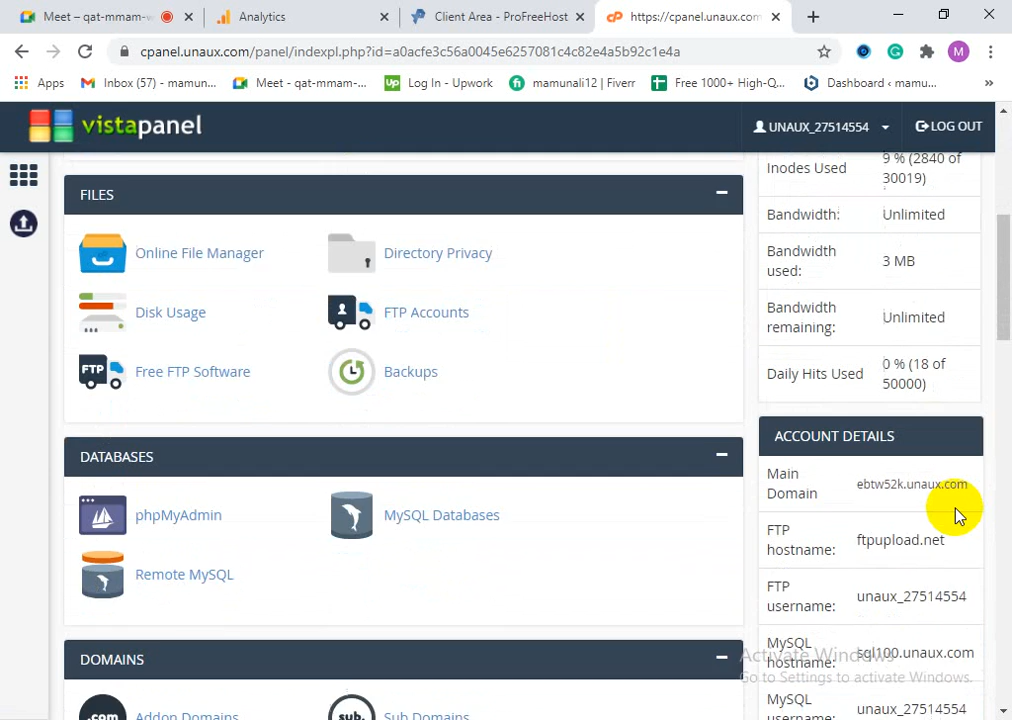 Meet – qat-mmam-w
Analytics
Client Area - ProFreeHost
https://cpanel.unaux.com
cpanel.unaux.com/panel/indexpl.php?id=a0acfe3c56a0045e6257081c4c82e4a5b92c1e4a
M
Apps
Inbox (57) - mamun...
Meet - qat-mmam-...
Log In - Upwork
mamunali12 | Fiverr
Free 1000+ High-Q...
Dashboard ‹ mamu...
»
vistapanel
UNAUX_27514554
LOG OUT
FILES
Online File Manager
Directory Privacy
Disk Usage
FTP Accounts
FTP
Free FTP Software
Backups
DATABASES
phpMyAdmin
MySQL Databases
Remote MySQL
DOMAINS
.com
Addon Domains
sub.
Sub Domains
Inodes Used
9 % (2840 of
30019)
Bandwidth:
Unlimited
Bandwidth
used:
3 MB
Bandwidth
remaining:
Unlimited
Daily Hits Used
0 % (18 of
50000)
ACCOUNT DETAILS
Main
Domain
ebtw52k.unaux.com
FTP
hostname:
ftpupload.net
FTP
username:
unaux_27514554
MySQL
hostname:
sql100.unaux.com
MySQL
username:
unaux_27514554
Activate Windows
Go to Settings to activate Windows.